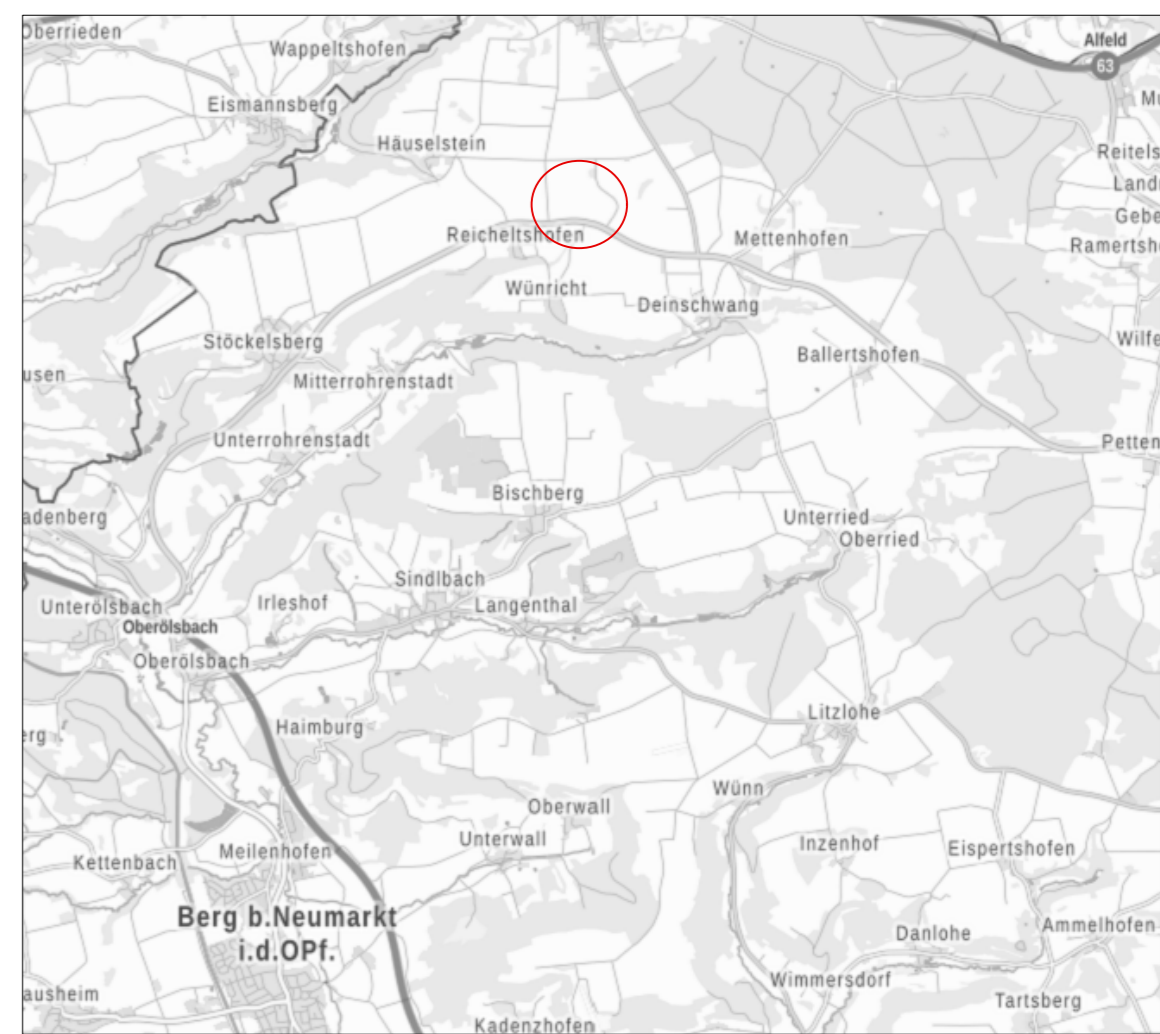 Oberrieden
Wappeltshofen
Alfeld
63
Eismannsberg
Häuselstein
Reicheltshofen
Mettenhofen
Wünricht
Deinschwang
Stöckelsberg
Ballertshofen
usen
Mitterrohrenstadt
Unterrohrenstadt
Petten
Bischberg
adenberg
Unterried
Oberried
Sindlbach
Irleshof
Langenthal
Unterölsbach
Oberölsbach
Oberölsbach
Haimburg
Litzlohe
erg
Wünn
Oberwall
Unterwall
Inzenhof
Eispertshofen
Meilenhofen
Kettenbach
Berg b.Neumarkt
i.d.OPf.
Danlohe
Ammelhofen
Wimmersdorf
Tartsberg
ausheim
Kadenzhofen
Reitels
Landr
Gebe
Ramertsh
Wilfe